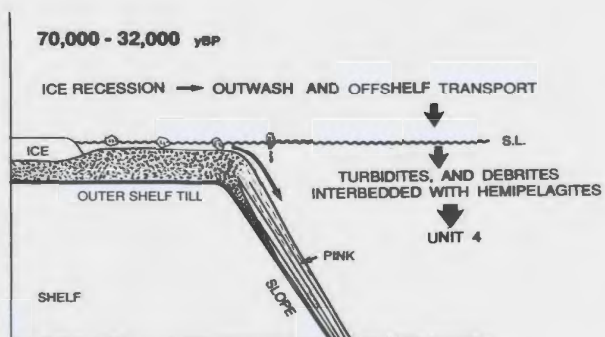 70,000 - 32,000 yBP
ICE RECESSION → OUTWASH AND OFFSHELF TRANSPORT
S.L.
ICE
TURBIDITES, AND DEBRITES
INTERBEDDED WITH HEMIPELAGITES
OUTER SHELF TILL
UNIT 4
PINK
SLOPE
SHELF